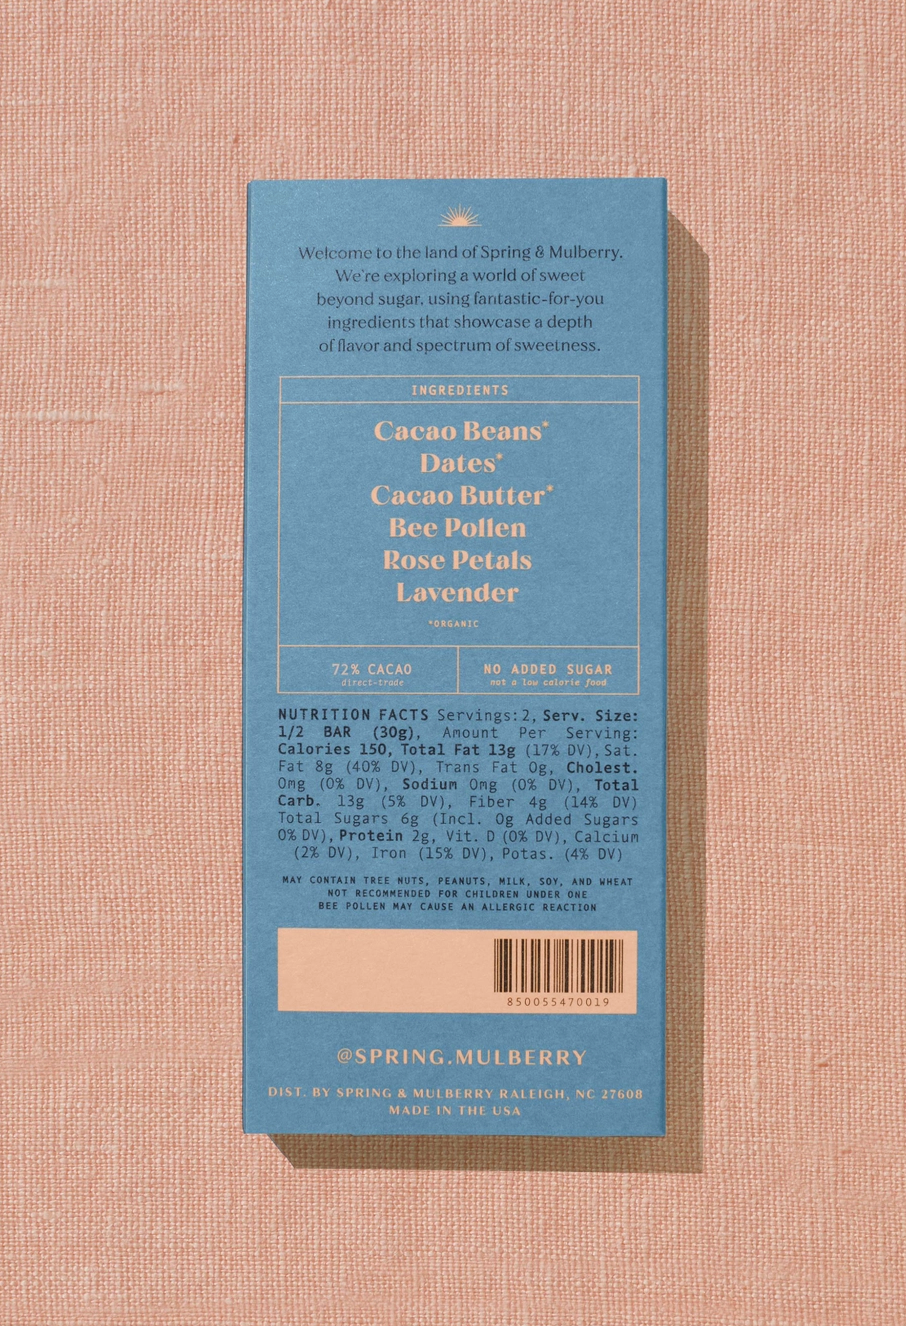 Welcome to the land of Spring & Mulberry.
We're exploring a world of sweet
beyond sugar, using fantastic-for-you
ingredients that showcase a depth
of flavor and spectrum of sweetness.
INGREDIENTS
Cacao Beans*
Dates*
Cacao Butter*
Bee Pollen
Rose Petals
Lavender
*ORGANIC
72% CACAO
direct-trade
NO ADDED SUGAR
not a low calorie food
NUTRITION FACTS Servings: 2, Serv. Size:
1/2 BAR (30g), Amount Per Serving:
Calories 150, Total Fat 13g (17% DV), Sat.
Fat 8g (40% DV), Trans Fat 0g, Cholest.
0mg (0% DV), Sodium 0mg (0% DV), Total
Carb. 13g (5% DV), Fiber 4g (14% DV)
Total Sugars 6g (Incl. 0g Added Sugars
0% DV), Protein 2g, Vit. D (0% DV), Calcium
(2% DV), Iron (15% DV), Potas. (4% DV)
MAY CONTAIN TREE NUTS, PEANUTS, MILK, SOY, AND WHEAT
NOT RECOMMENDED FOR CHILDREN UNDER ONE
BEE POLLEN MAY CAUSE AN ALLERGIC REACTION
850055470019
@SPRING.MULBERRY
DIST. BY SPRING & MULBERRY RALEIGH, NC 27608
MADE IN THE USA